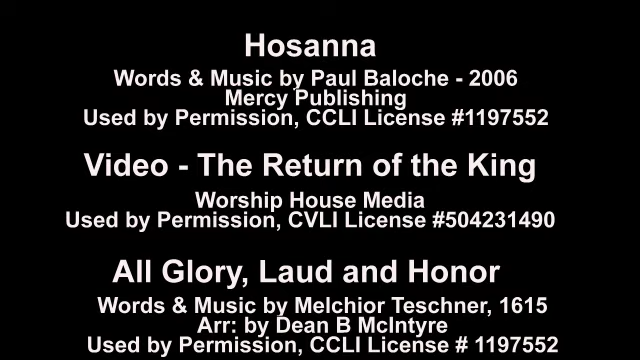 Hosanna
Words & Music by Paul Baloche - 2006
Mercy Publishing
Used by Permission, CCLI License #1197552
Video - The Return of the King
Worship House Media
Used by Permission, CVLI License #504231490
All Glory, Laud and Honor
Words & Music by Melchior Teschner, 1615
Arr: by Dean B McIntyre
Used by Permission, CCLI License # 1197552